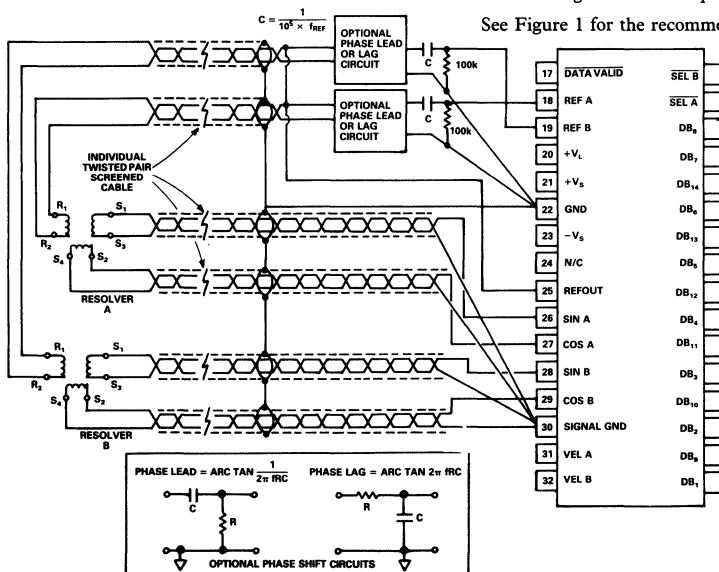 See Figure 1 for the recomme
C = 1 / 10⁵ × fREF
OPTIONAL
PHASE LEAD
OR LAG
CIRCUIT
C
100k
OPTIONAL
PHASE LEAD
OR LAG
CIRCUIT
C
100k
INDIVIDUAL
TWISTED PAIR
SCREENED
CABLE
R₁
R₂
S₁
S₃
S₄
S₂
RESOLVER
A
R₁
R₂
S₁
S₃
S₄
S₂
RESOLVER
B
17 DATA VALID SEL B
18 REF A SEL A
19 REF B DB₈
20 +VL DB₇
21 +VS DB₁₄
22 GND DB₆
23 −VS DB₁₃
24 N/C DB₅
25 REFOUT DB₁₂
26 SIN A DB₄
27 COS A DB₁₁
28 SIN B DB₃
29 COS B DB₁₀
30 SIGNAL GND DB₂
31 VEL A DB₉
32 VEL B DB₁
PHASE LEAD = ARC TAN 1 / 2π fRC
PHASE LAG = ARC TAN 2π fRC
C
R
R
C
OPTIONAL PHASE SHIFT CIRCUITS